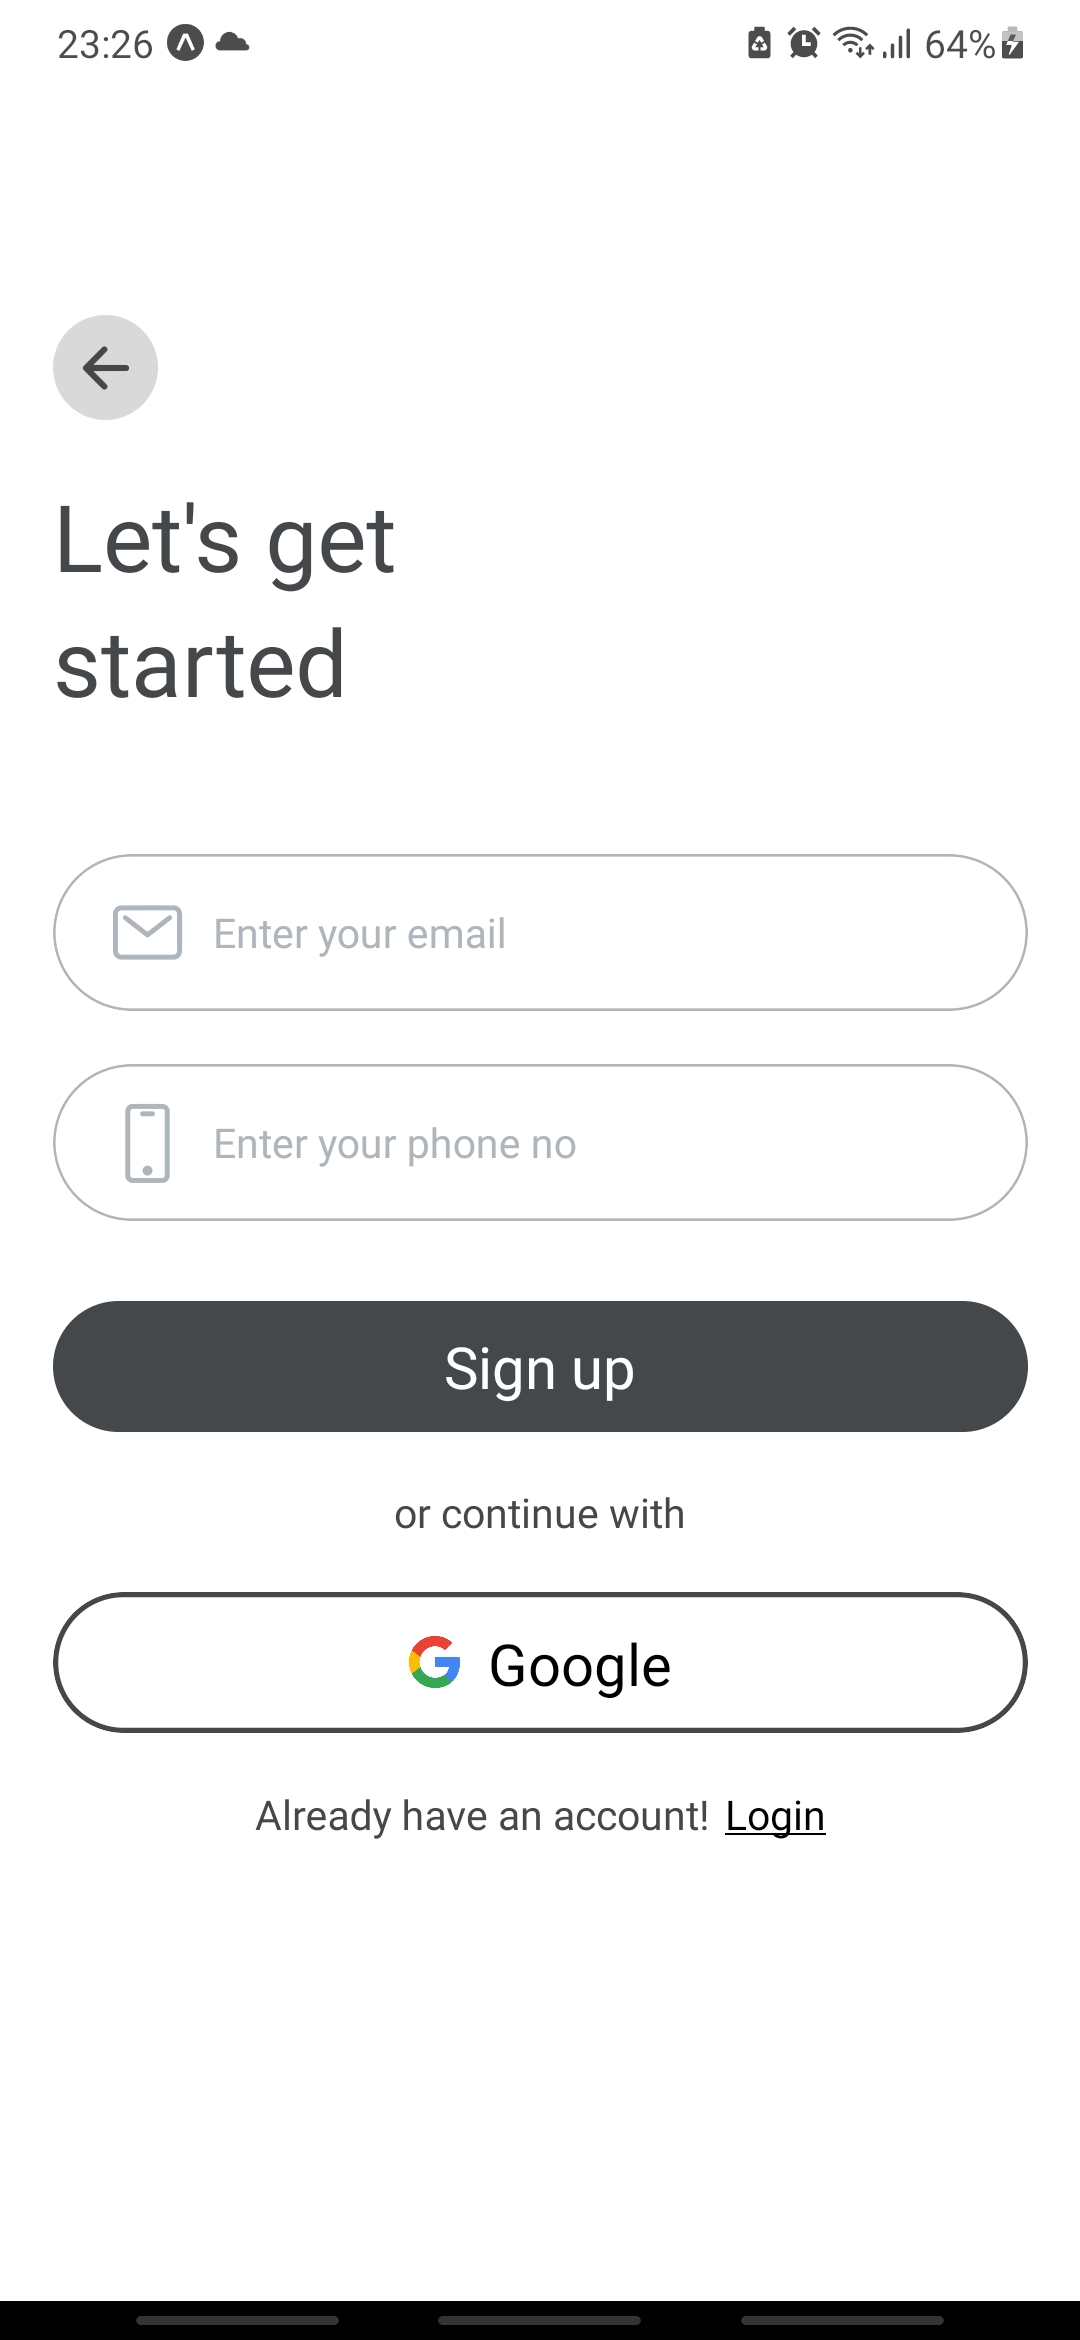 23:26
64%
Let's get
started
Enter your email
Enter your phone no
Sign up
or continue with
Google
Already have an account! Login